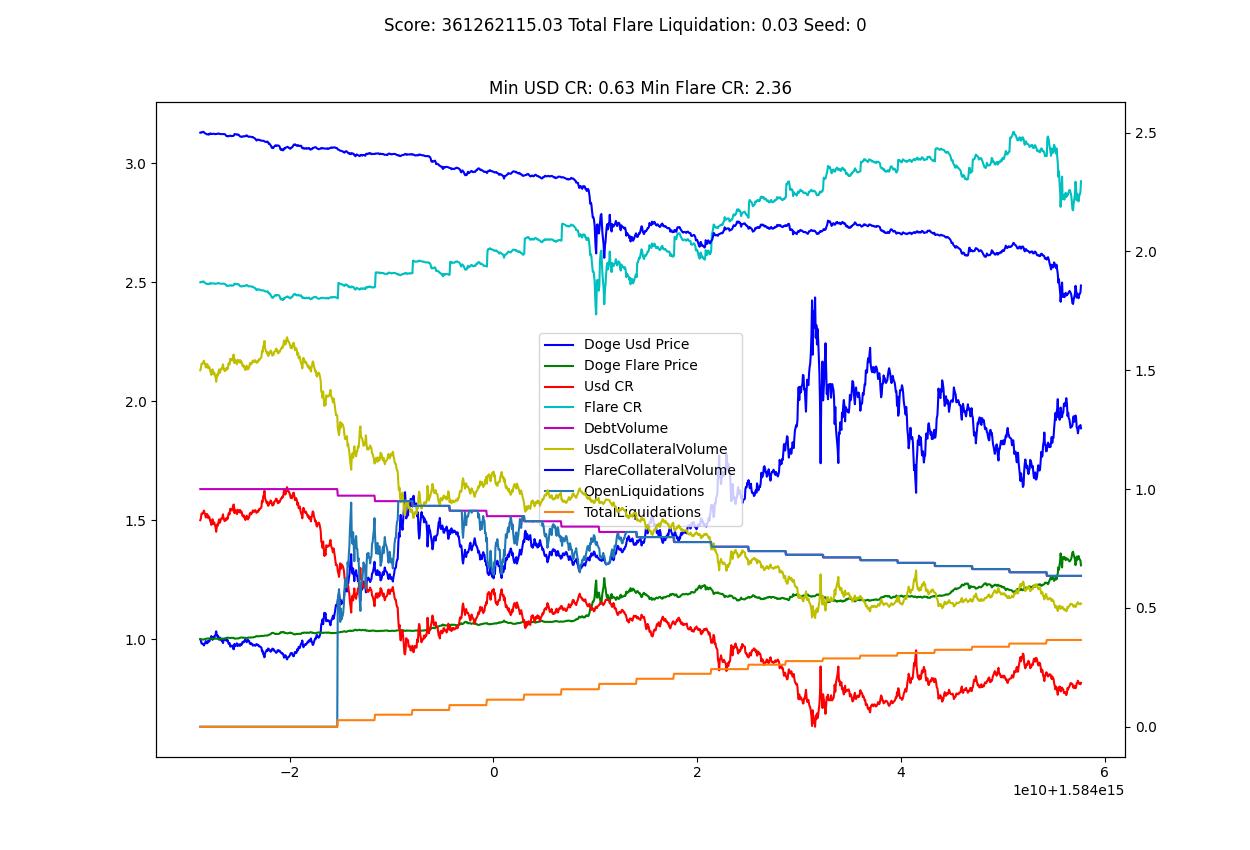 Score: 361262115.03 Total Flare Liquidation: 0.03 Seed: 0
Min USD CR: 0.63 Min Flare CR: 2.36
3.0
2.5
2.0
1.5
1.0
2.5
2.0
1.5
1.0
0.5
0.0
Doge Usd Price
Doge Flare Price
Usd CR
Flare CR
DebtVolume
UsdCollateralVolume
FlareCollateralVolume
OpenLiquidations
TotalLiquidations
−2 0 2 4 6
1e10+1.584e15